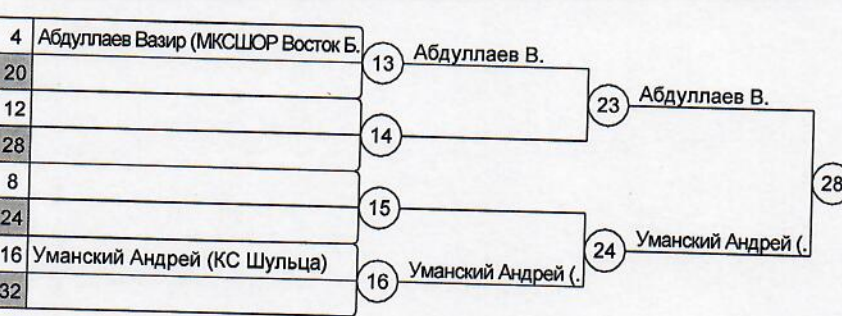 4 Абдуллаев Вазир (МКСШОР Восток Б.
20
12
28
8
24
16 Уманский Андрей (КС Шульца)
32
13 Абдуллаев В.
14
15
16 Уманский Андрей (.
23 Абдуллаев В.
24 Уманский Андрей (.
28